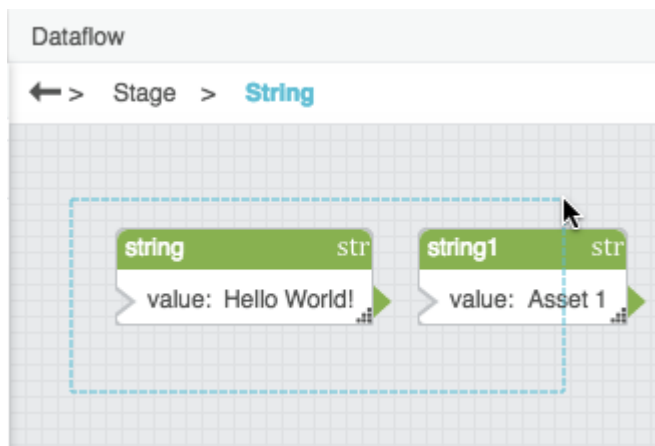 Dataflow
← > Stage > String
string str
value: Hello World!
string1 str
value: Asset 1